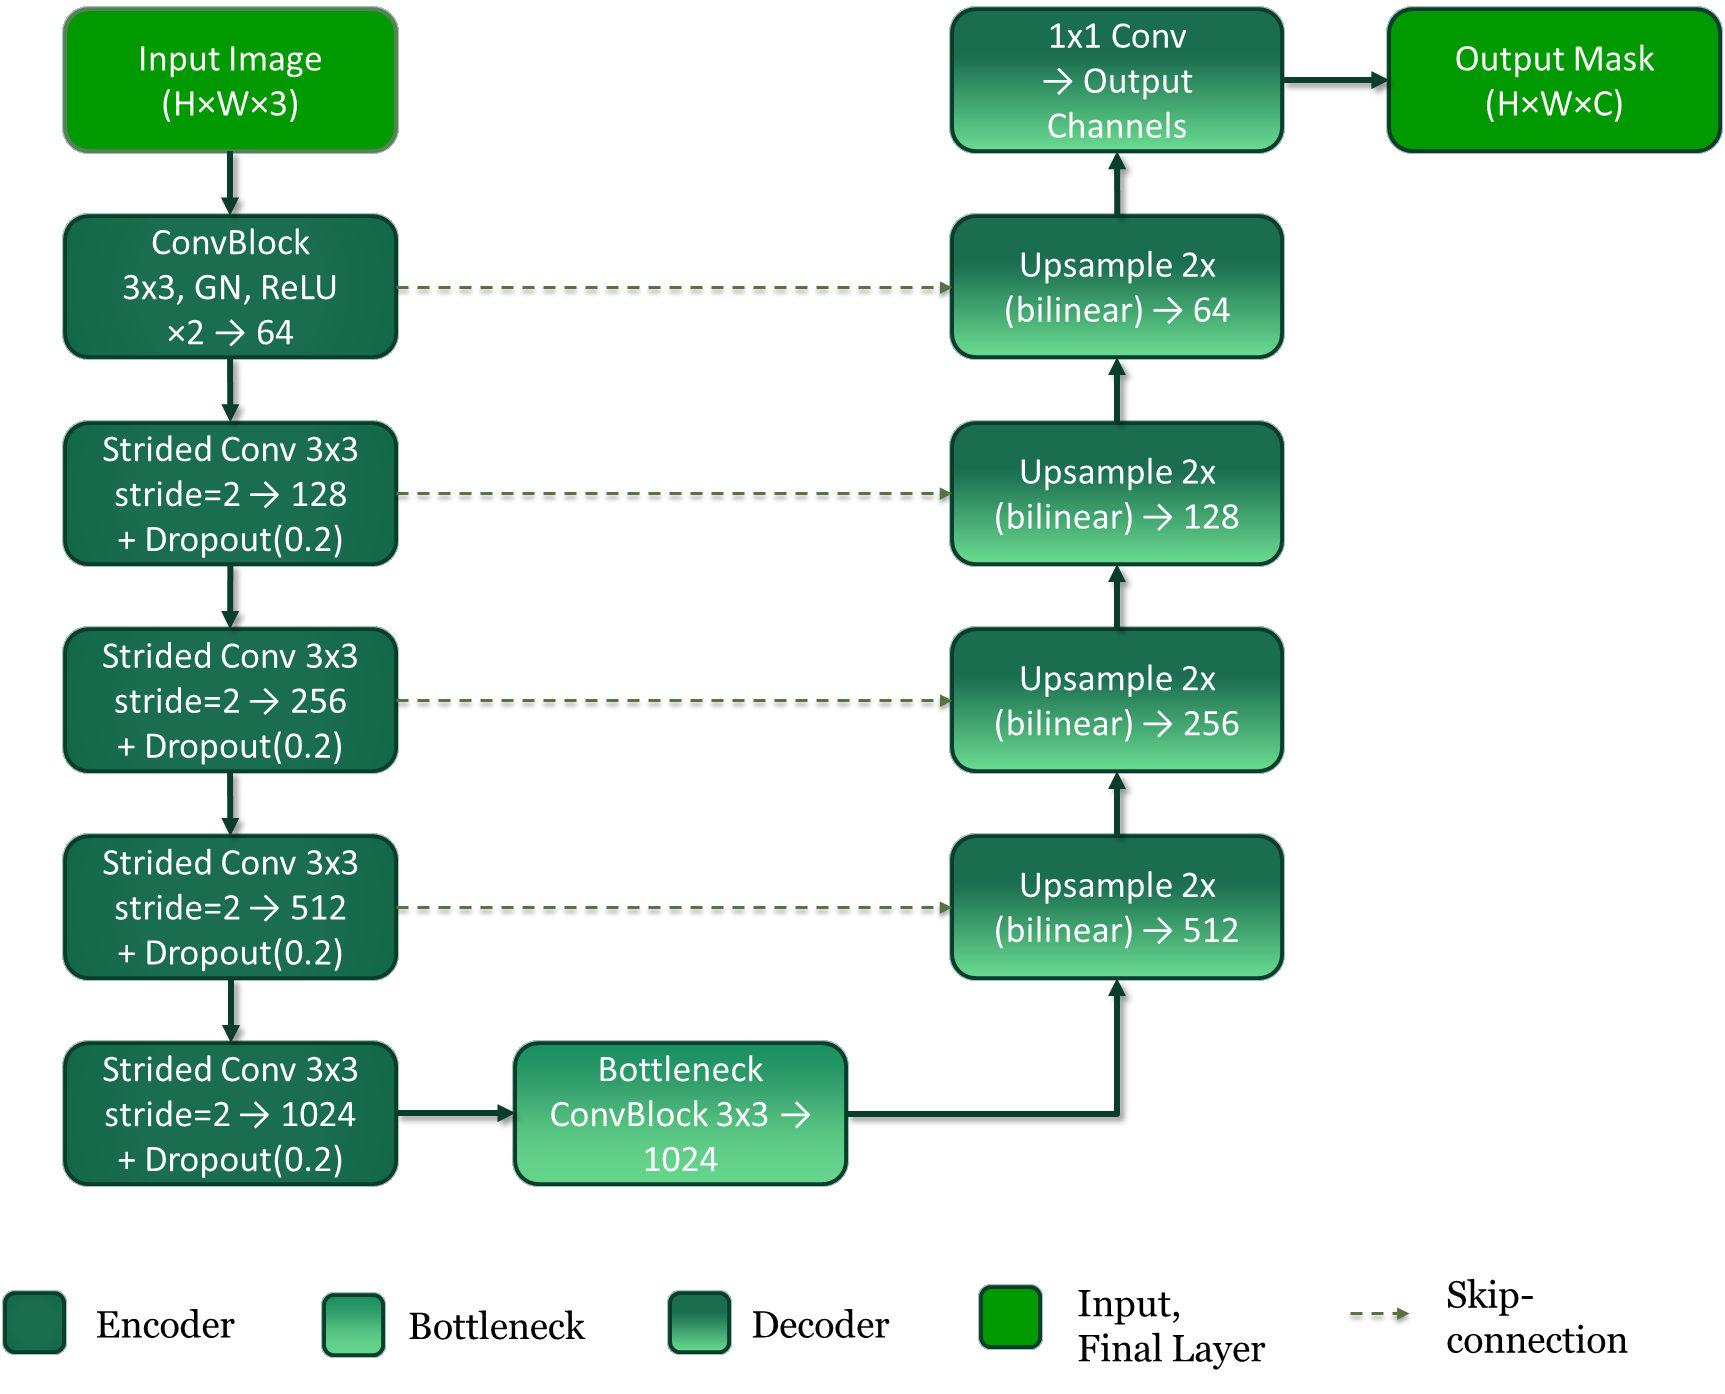 Input Image
(H×W×3)
ConvBlock
3x3, GN, ReLU
×2 → 64
Strided Conv 3x3
stride=2 → 128
+ Dropout(0.2)
Strided Conv 3x3
stride=2 → 256
+ Dropout(0.2)
Strided Conv 3x3
stride=2 → 512
+ Dropout(0.2)
Strided Conv 3x3
stride=2 → 1024
+ Dropout(0.2)
Bottleneck
ConvBlock 3x3 →
1024
Upsample 2x
(bilinear) → 512
Upsample 2x
(bilinear) → 256
Upsample 2x
(bilinear) → 128
Upsample 2x
(bilinear) → 64
1x1 Conv
→ Output
Channels
Output Mask
(H×W×C)
Encoder
Bottleneck
Decoder
Input,
Final Layer
Skip-
connection